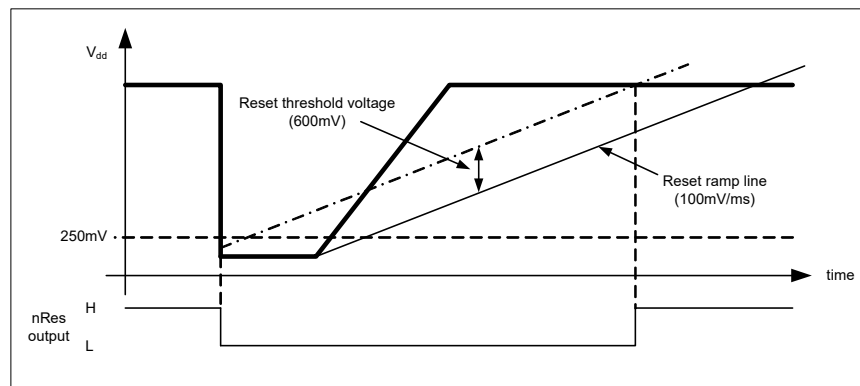 Vdd
Reset threshold voltage
(600mV)
Reset ramp line
(100mV/ms)
250mV
time
H
nRes
output
L